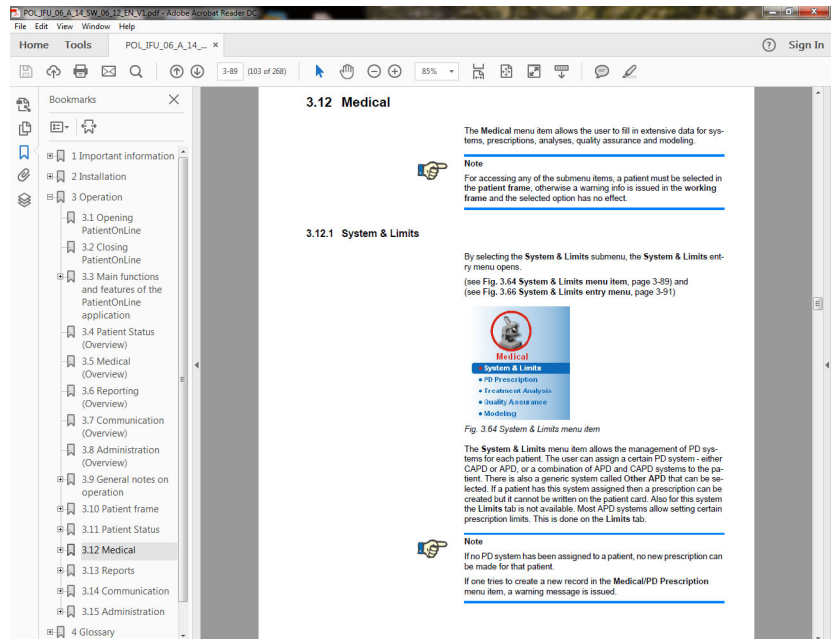 POL_IFU_06_A_14_SW_06_12_EN_V1.pdf - Adobe Acrobat Reader DC
File Edit View Window Help
Home Tools POL_IFU_06_A_14_... ×
Sign In
3-89 (103 of 268) 85%
Bookmarks
1 Important information
2 Installation
3 Operation
3.1 Opening
PatientOnLine
3.2 Closing
PatientOnLine
3.3 Main functions
and features of the
PatientOnLine
application
3.4 Patient Status
(Overview)
3.5 Medical
(Overview)
3.6 Reporting
(Overview)
3.7 Communication
(Overview)
3.8 Administration
(Overview)
3.9 General notes on
operation
3.10 Patient frame
3.11 Patient Status
3.12 Medical
3.13 Reports
3.14 Communication
3.15 Administration
4 Glossary
3.12 Medical
The Medical menu item allows the user to fill in extensive data for sys-
tems, prescriptions, analyses, quality assurance and modeling.
Note
For accessing any of the submenu items, a patient must be selected in
the patient frame, otherwise a warning info is issued in the working
frame and the selected option has no effect.
3.12.1 System & Limits
By selecting the System & Limits submenu, the System & Limits ent-
ry menu opens.
(see Fig. 3.64 System & Limits menu item, page 3-89) and
(see Fig. 3.66 System & Limits entry menu, page 3-91)
Medical
System & Limits
PD Prescription
Treatment Analysis
Quality Assurance
Modeling
Fig. 3.64 System & Limits menu item
The System & Limits menu item allows the management of PD sys-
tems for each patient. The user can assign a certain PD system - either
CAPD or APD, or a combination of APD and CAPD systems to the pa-
tient. There is also a generic system called Other APD that can be se-
lected. If a patient has this system assigned then a prescription can be
created but it cannot be written on the patient card. Also for this system
the Limits tab is not available. Most APD systems allow setting certain
prescription limits. This is done on the Limits tab.
Note
If no PD system has been assigned to a patient, no new prescription can
be made for that patient.
If one tries to create a new record in the Medical/PD Prescription
menu item, a warning message is issued.